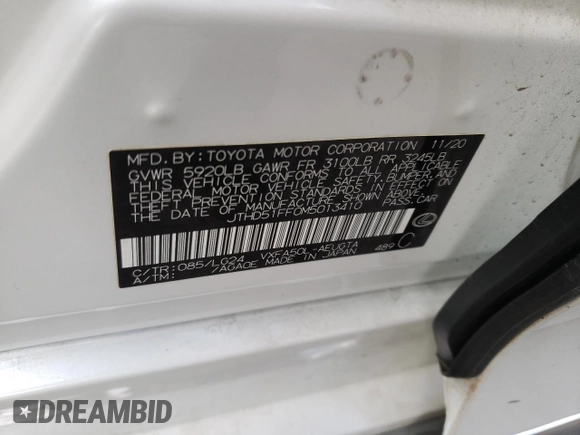 MFD. BY: TOYOTA MOTOR CORPORATION 11/20
GVWR 5920LB GAWR FR 3100LB RR 3245LB
THIS VEHICLE CONFORMS TO ALL APPLICABLE
FEDERAL MOTOR VEHICLE SAFETY, BUMPER, AND
THEFT PREVENTION STANDARDS IN EFFECT ON
THE DATE OF MANUFACTURE SHOWN ABOVE.
JTHD51FF0M5013410 PASS.CAR
C/TR: 085/LG24 VXFA50L-AEUGTA
A/TM: /AGA0E MADE IN JAPAN 489
DREAMBID